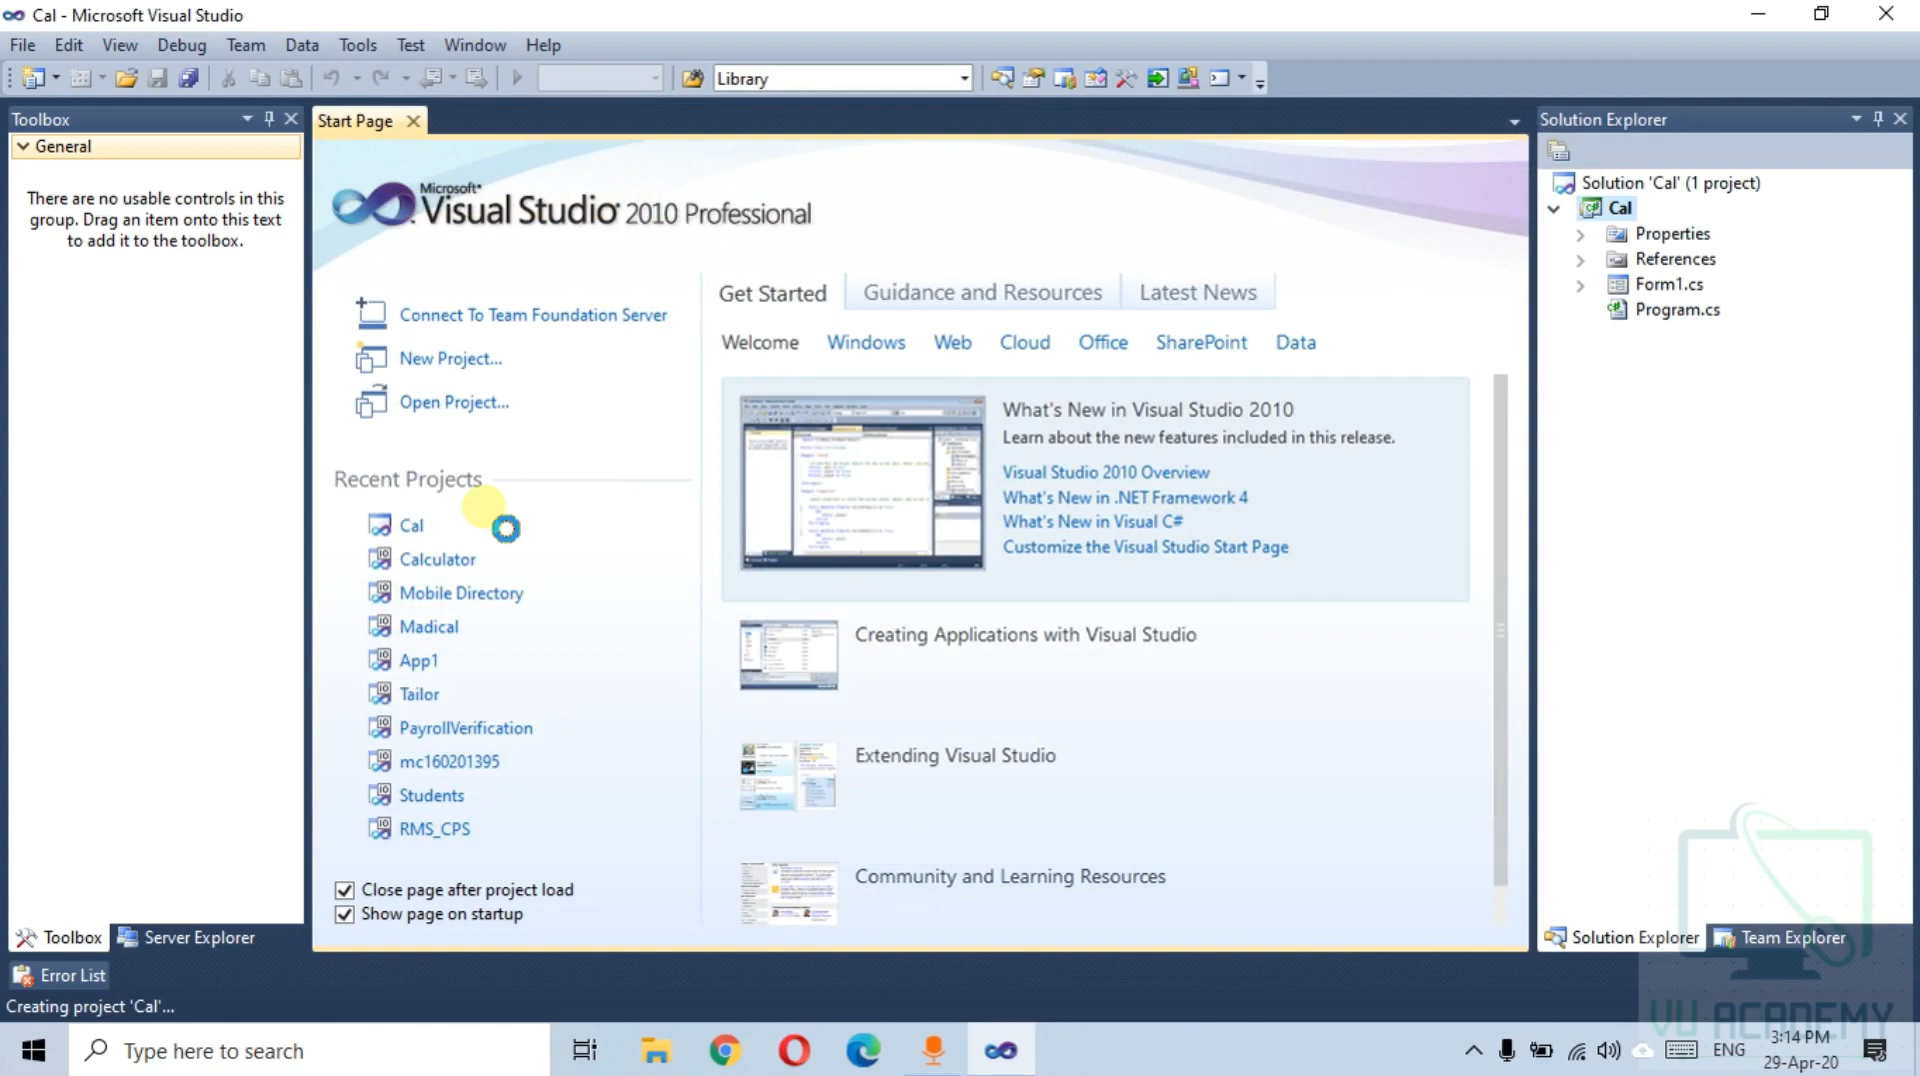 Cal - Microsoft Visual Studio
File Edit View Debug Team Data Tools Test Window Help
Library
Toolbox
General
There are no usable controls in this
group. Drag an item onto this text
to add it to the toolbox.
Toolbox Server Explorer
Start Page
Microsoft
Visual Studio 2010 Professional
Connect To Team Foundation Server
New Project...
Open Project...
Recent Projects
Cal
Calculator
Mobile Directory
Madical
App1
Tailor
PayrollVerification
mc160201395
Students
RMS_CPS
Close page after project load
Show page on startup
Get Started Guidance and Resources Latest News
Welcome Windows Web Cloud Office SharePoint Data
What's New in Visual Studio 2010
Learn about the new features included in this release.
Visual Studio 2010 Overview
What's New in .NET Framework 4
What's New in Visual C#
Customize the Visual Studio Start Page
Creating Applications with Visual Studio
Extending Visual Studio
Community and Learning Resources
Solution Explorer
Solution 'Cal' (1 project)
Cal
Properties
References
Form1.cs
Program.cs
Solution Explorer Team Explorer
Error List
Creating project 'Cal'...
VU ACADEMY
Type here to search
ENG
3:14 PM
29-Apr-20